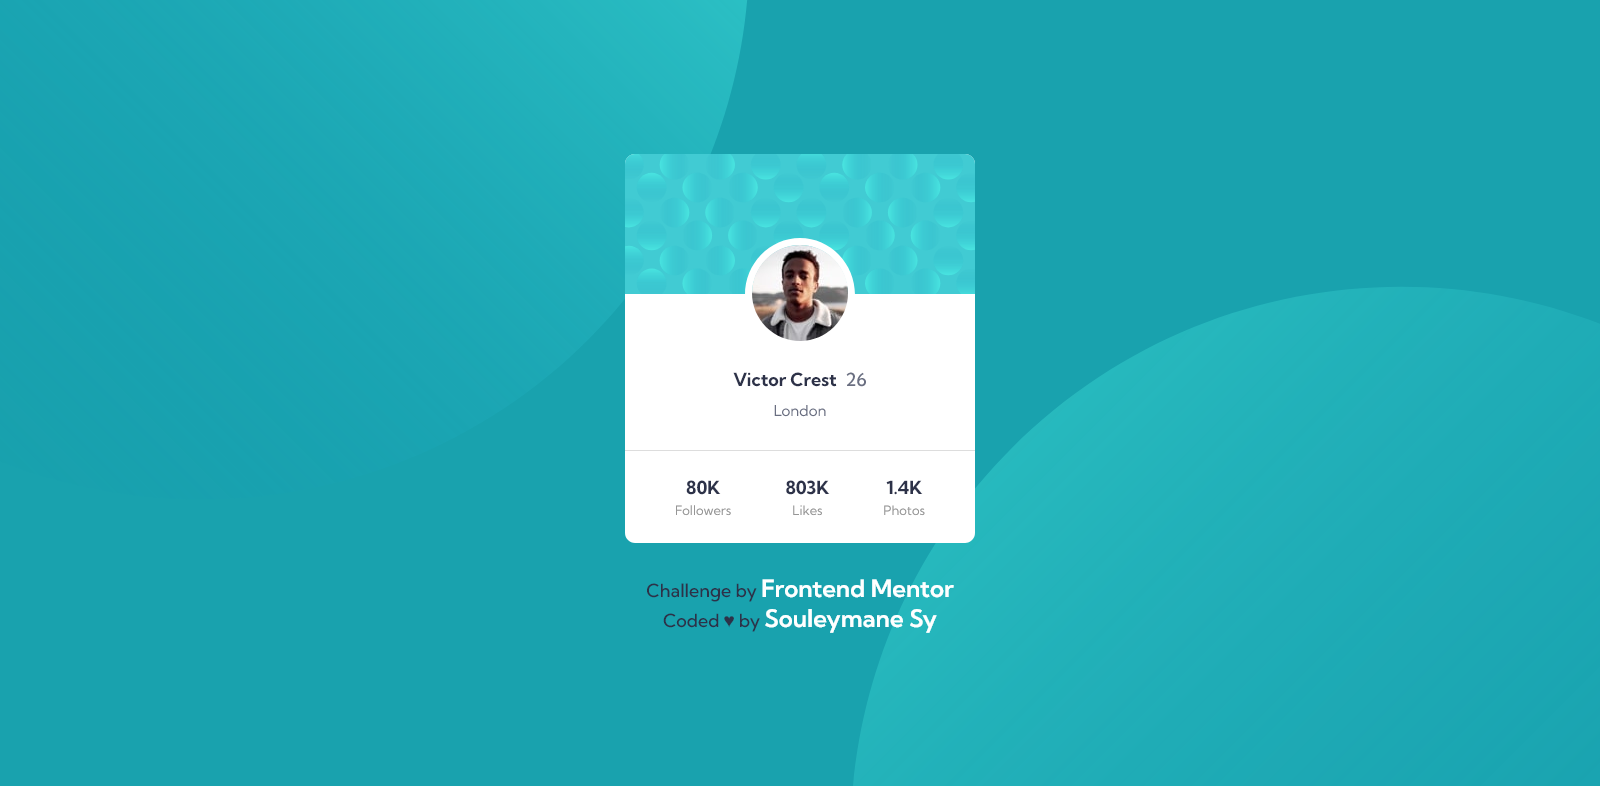 Victor Crest 26
London
80K 803K 1.4K
Followers Likes Photos
Challenge by Frontend Mentor
Coded ♥ by Souleymane Sy